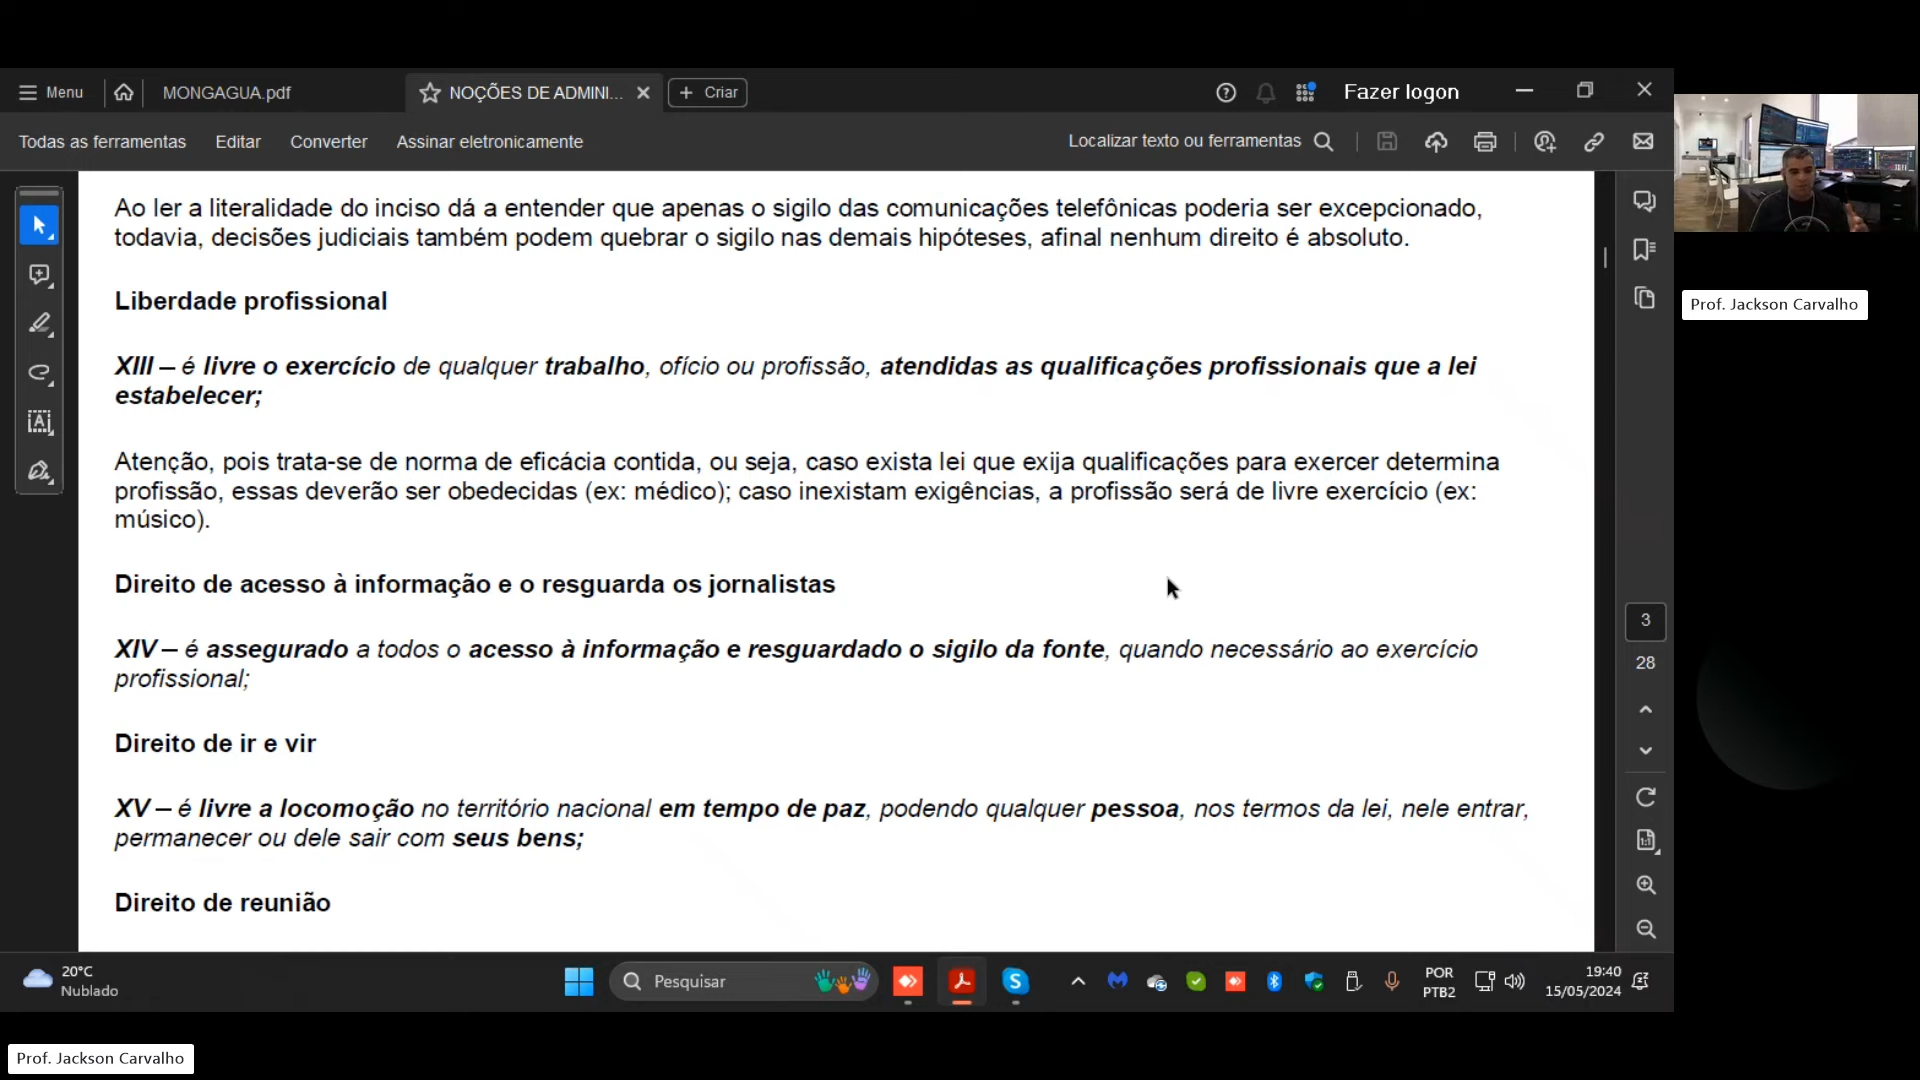 Menu
MONGAGUA.pdf
NOÇÕES DE ADMINI...
Criar
Fazer logon
Todas as ferramentas
Editar
Converter
Assinar eletronicamente
Localizar texto ou ferramentas
Ao ler a literalidade do inciso dá a entender que apenas o sigilo das comunicações telefônicas poderia ser excepcionado,
todavia, decisões judiciais também podem quebrar o sigilo nas demais hipóteses, afinal nenhum direito é absoluto.
Liberdade profissional
XIII – é livre o exercício de qualquer trabalho, ofício ou profissão, atendidas as qualificações profissionais que a lei
estabelecer;
Atenção, pois trata-se de norma de eficácia contida, ou seja, caso exista lei que exija qualificações para exercer determina
profissão, essas deverão ser obedecidas (ex: médico); caso inexistam exigências, a profissão será de livre exercício (ex:
músico).
Direito de acesso à informação e o resguarda os jornalistas
XIV – é assegurado a todos o acesso à informação e resguardado o sigilo da fonte, quando necessário ao exercício
profissional;
Direito de ir e vir
XV – é livre a locomoção no território nacional em tempo de paz, podendo qualquer pessoa, nos termos da lei, nele entrar,
permanecer ou dele sair com seus bens;
Direito de reunião
3
28
Prof. Jackson Carvalho
20°C
Nublado
Pesquisar
POR
PTB2
19:40
15/05/2024
Prof. Jackson Carvalho